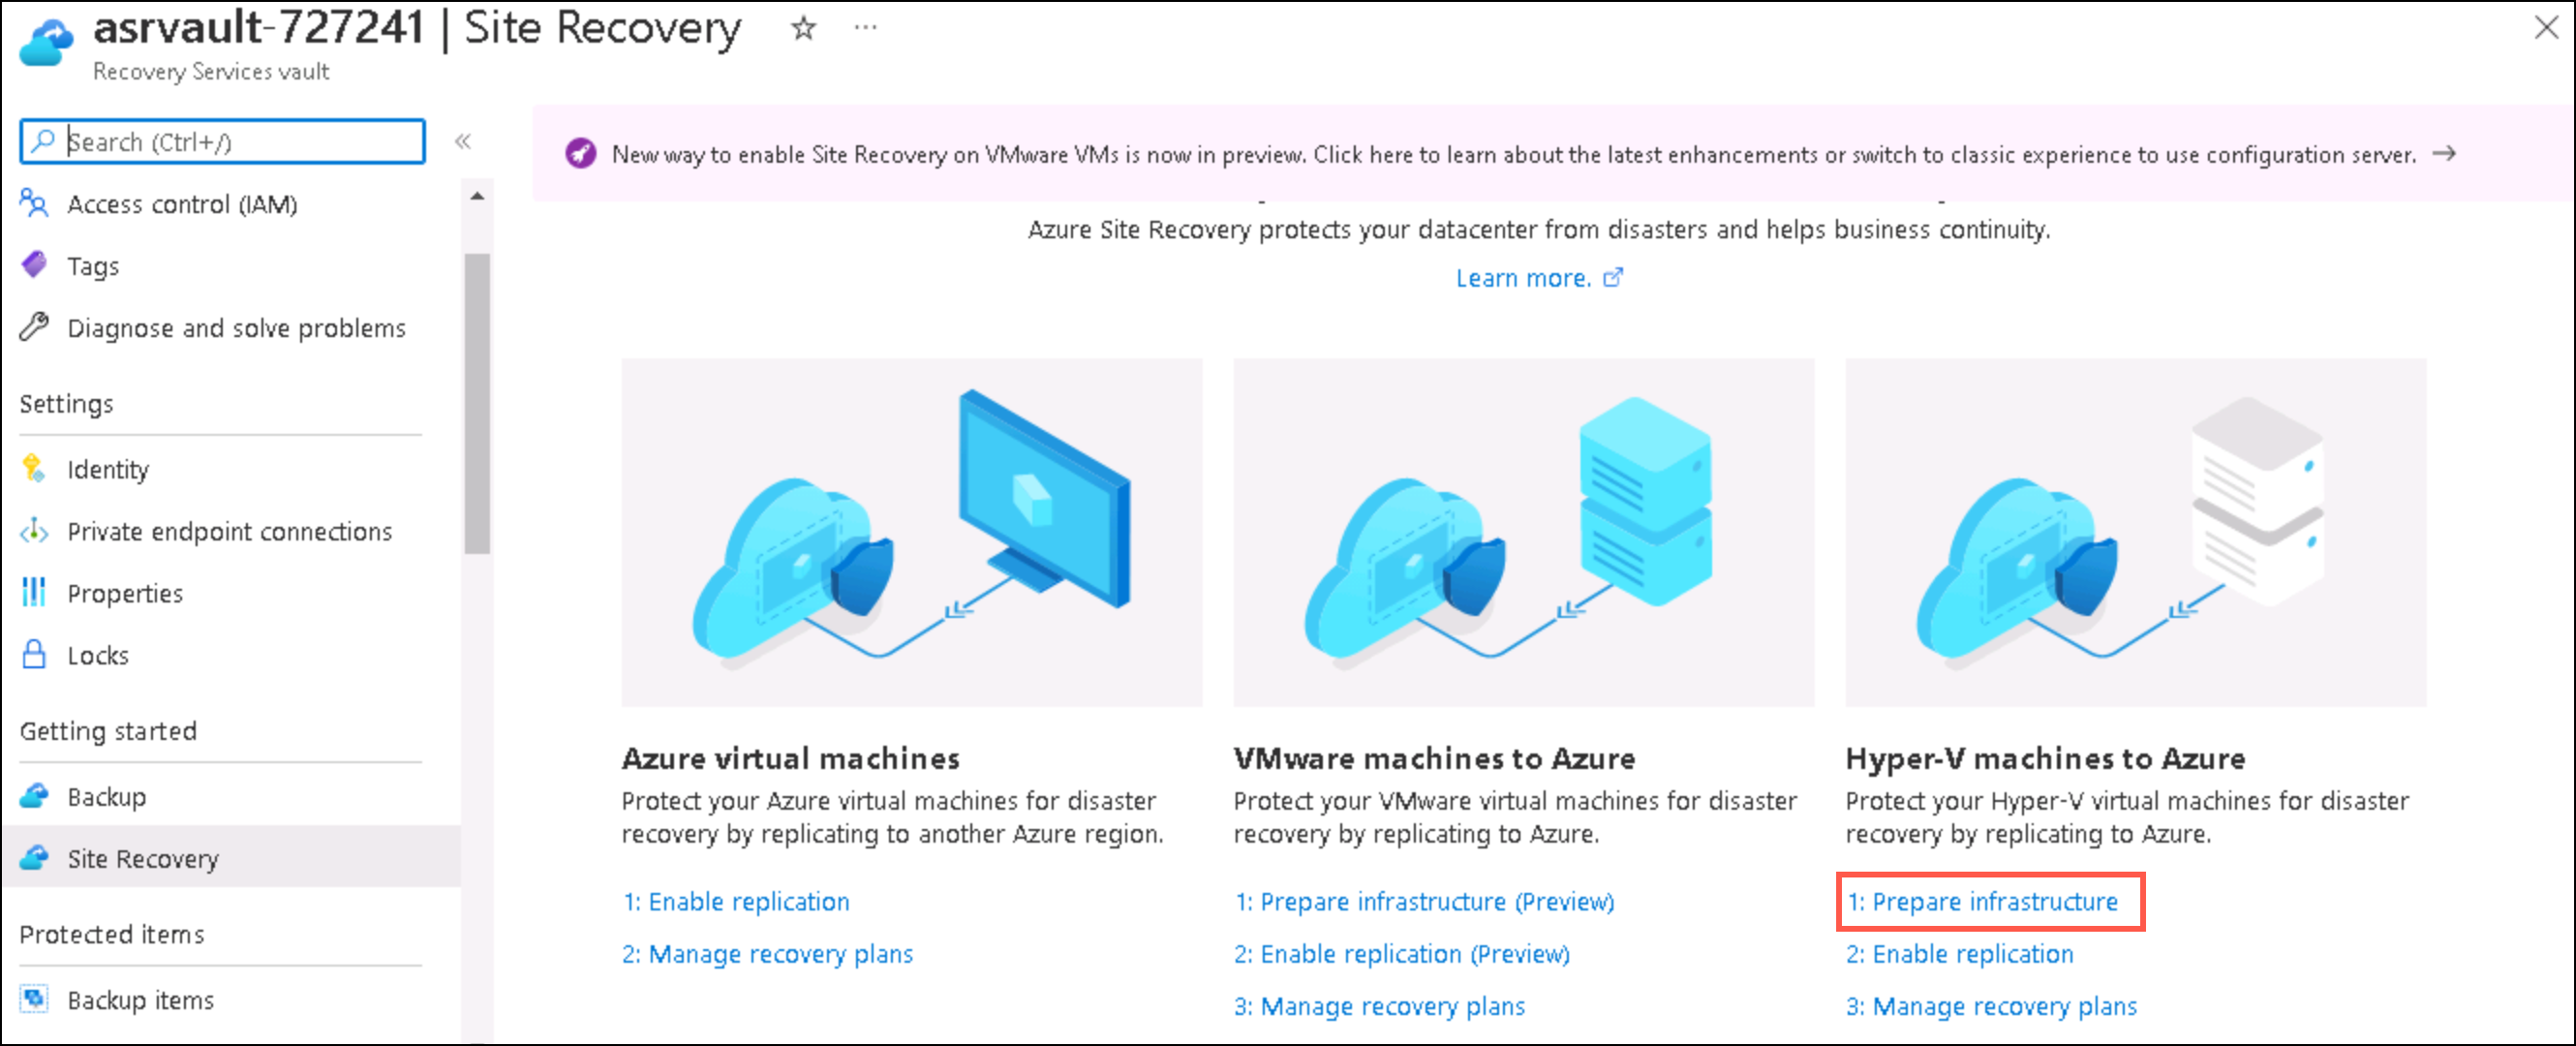 asrvault-727241 | Site Recovery ☆ ···
Recovery Services vault
Search (Ctrl+/)
«
New way to enable Site Recovery on VMware VMs is now in preview. Click here to learn about the latest enhancements or switch to classic experience to use configuration server. →
Access control (IAM)
Tags
Diagnose and solve problems
Settings
Identity
Private endpoint connections
Properties
Locks
Getting started
Backup
Site Recovery
Protected items
Backup items
Azure Site Recovery protects your datacenter from disasters and helps business continuity.
Learn more.
Azure virtual machines
Protect your Azure virtual machines for disaster
recovery by replicating to another Azure region.
1: Enable replication
2: Manage recovery plans
VMware machines to Azure
Protect your VMware virtual machines for disaster
recovery by replicating to Azure.
1: Prepare infrastructure (Preview)
2: Enable replication (Preview)
3: Manage recovery plans
Hyper-V machines to Azure
Protect your Hyper-V virtual machines for disaster
recovery by replicating to Azure.
1: Prepare infrastructure
2: Enable replication
3: Manage recovery plans